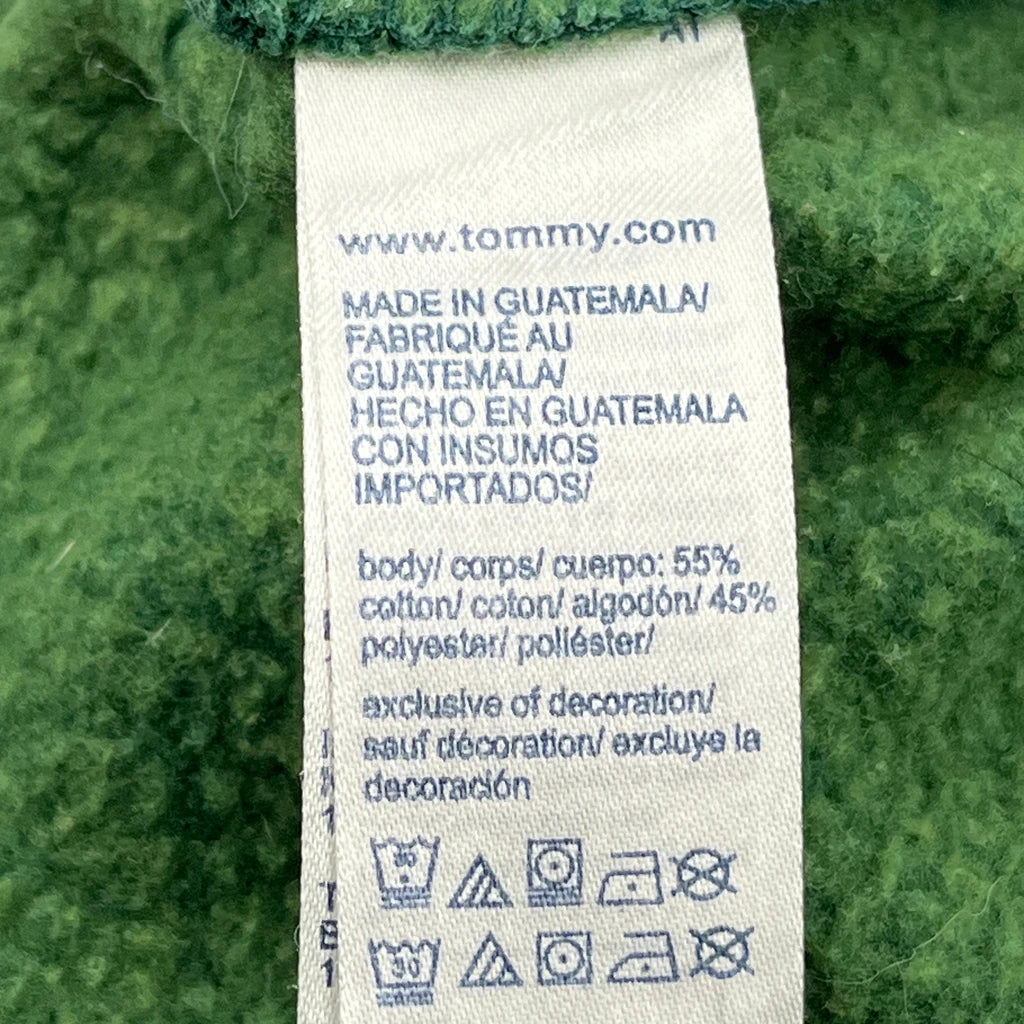 www.tommy.com
MADE IN GUATEMALA/
FABRIQUÉ AU
GUATEMALA/
HECHO EN GUATEMALA
CON INSUMOS
IMPORTADOS/
body/ corps/ cuerpo: 55%
cotton/ coton/ algodón/ 45%
polyester/ poliéster/
exclusive of decoration/
sauf décoration/ excluye la
decoración
30
30